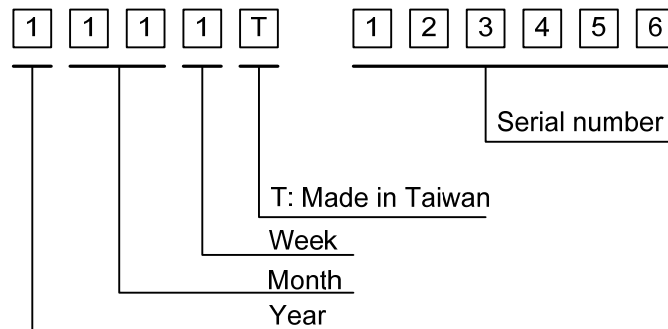 1 1 1 1 T 1 2 3 4 5 6
Serial number
T: Made in Taiwan
Week
Month
Year